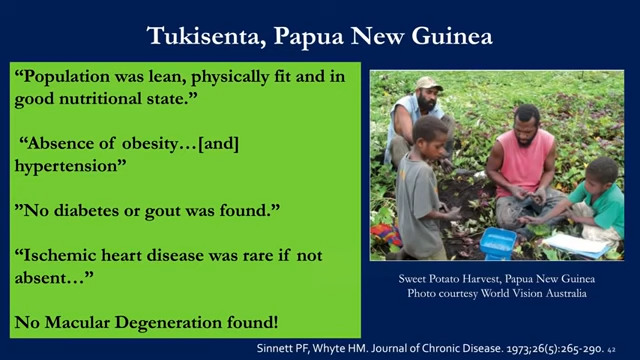 Tukisenta, Papua New Guinea
“Population was lean, physically fit and in
good nutritional state.”
“Absence of obesity…[and]
hypertension”
”No diabetes or gout was found.”
“Ischemic heart disease was rare if not
absent…”
No Macular Degeneration found!
Sweet Potato Harvest, Papua New Guinea
Photo courtesy World Vision Australia
Sinnett PF, Whyte HM. Journal of Chronic Disease. 1973;26(5):265-290. 42